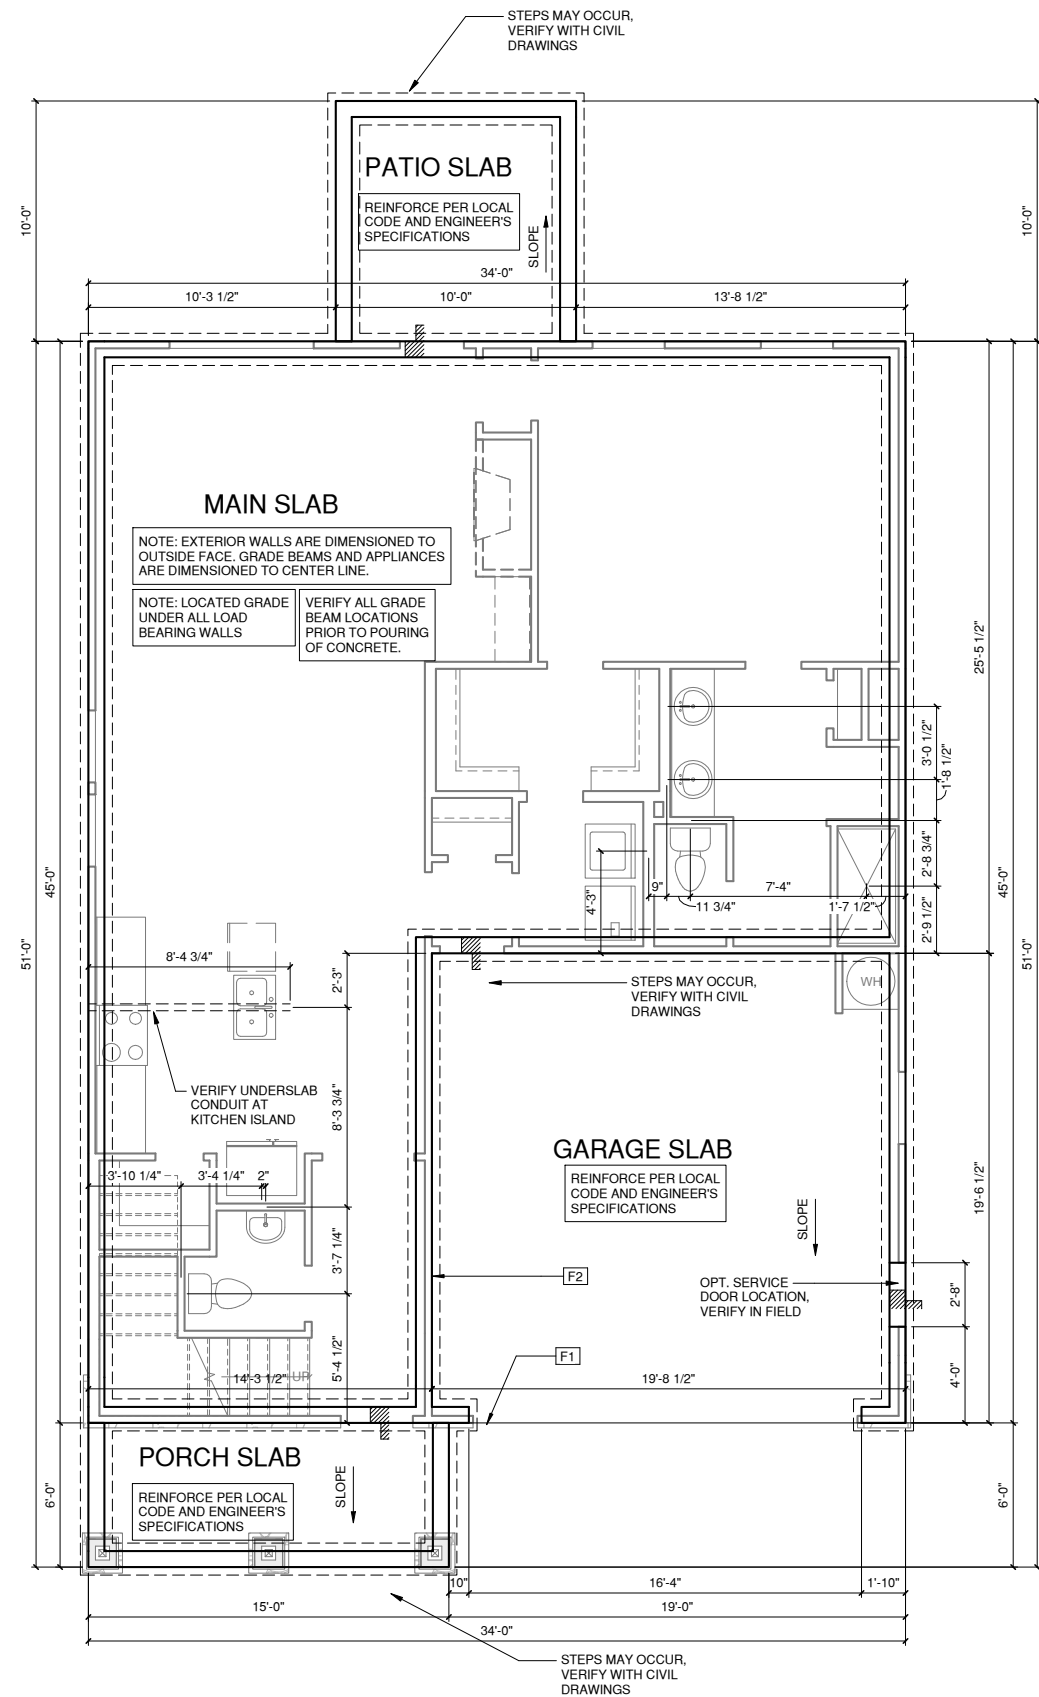 STEPS MAY OCCUR,
VERIFY WITH CIVIL
DRAWINGS
PATIO SLAB
REINFORCE PER LOCAL
CODE AND ENGINEER'S
SPECIFICATIONS
SLOPE
10'-0"
10'-0"
34'-0"
10'-3 1/2"
10'-0"
13'-8 1/2"
MAIN SLAB
NOTE: EXTERIOR WALLS ARE DIMENSIONED TO
OUTSIDE FACE. GRADE BEAMS AND APPLIANCES
ARE DIMENSIONED TO CENTER LINE.
NOTE: LOCATED GRADE
UNDER ALL LOAD
BEARING WALLS
VERIFY ALL GRADE
BEAM LOCATIONS
PRIOR TO POURING
OF CONCRETE.
25'-5 1/2"
3'-0 1/2"
1'-8 1/2"
2'-8 3/4"
2'-9 1/2"
45'-0"
51'-0"
45'-0"
51'-0"
4'-3"
9"
11 3/4"
7'-4"
1'-7 1/2"
8'-4 3/4"
2'-3"
STEPS MAY OCCUR,
VERIFY WITH CIVIL
DRAWINGS
WH
VERIFY UNDERSLAB
CONDUIT AT
KITCHEN ISLAND
8'-3 3/4"
GARAGE SLAB
REINFORCE PER LOCAL
CODE AND ENGINEER'S
SPECIFICATIONS
SLOPE
19'-6 1/2"
3'-10 1/4"
3'-4 1/4"
2"
3'-7 1/4"
F2
OPT. SERVICE
DOOR LOCATION,
VERIFY IN FIELD
2'-8"
F1
5'-4 1/2"
4'-0"
14'-3 1/2"
UP
19'-8 1/2"
PORCH SLAB
REINFORCE PER LOCAL
CODE AND ENGINEER'S
SPECIFICATIONS
SLOPE
6'-0"
6'-0"
10"
16'-4"
1'-10"
15'-0"
19'-0"
34'-0"
STEPS MAY OCCUR,
VERIFY WITH CIVIL
DRAWINGS